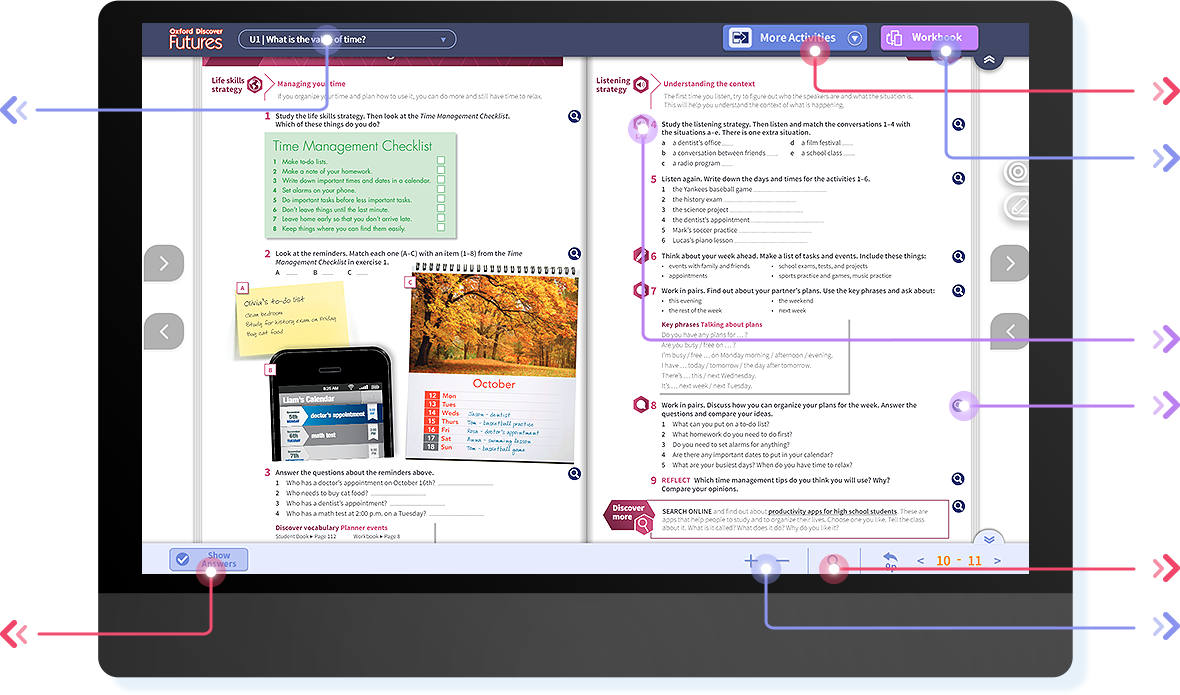 Oxford Discover
Futures
U1 | What is the value of time?
More Activities
Workbook
Life skills
strategy
Managing your time
If you organize your time and plan how to use it, you can do more and still have time to relax.
1 Study the life skills strategy. Then look at the Time Management Checklist.
Which of these things do you do?
Time Management Checklist
1 Make to-do lists.
2 Make a note of your homework.
3 Write down important times and dates in a calendar.
4 Set alarms on your phone.
5 Do important tasks before less important tasks.
6 Don't leave things until the last minute.
7 Leave home early so that you don't arrive late.
8 Keep things where you can find them easily.
2 Look at the reminders. Match each one (A–C) with an item (1–8) from the Time
Management Checklist in exercise 1.
A ___ B ___ C ___
A
Olivia's to-do list
clean bedroom
Study for history exam on Friday
Buy cat food
B
8:25 AM
Liam's Calendar
5th
doctor's appointment
6th
math test
7th
C
October
12 Mon
13 Tues
14 Weds Jason - dentist
15 Thurs Tom - basketball practice
16 Fri Rosa - doctor's appointment
17 Sat Anna - swimming lesson
18 Sun Tom - basketball game
3 Answer the questions about the reminders above.
1 Who has a doctor's appointment on October 16th?
2 Who needs to buy cat food?
3 Who has a dentist's appointment?
4 Who has a math test at 2:00 p.m. on a Tuesday?
Discover vocabulary Planner events
Student Book ▸ Page 112 Workbook ▸ Page 8
Listening
strategy
Understanding the context
The first time you listen, try to figure out who the speakers are and what the situation is.
This will help you understand the context of what is happening.
4 Study the listening strategy. Then listen and match the conversations 1–4 with
the situations a–e. There is one extra situation.
a a dentist's office ___ d a film festival ___
b a conversation between friends ___ e a school class ___
c a radio program ___
5 Listen again. Write down the days and times for the activities 1–6.
1 the Yankees baseball game
2 the history exam
3 the science project
4 the dentist's appointment
5 Mark's soccer practice
6 Lucas's piano lesson
6 Think about your week ahead. Make a list of tasks and events. Include these things:
• events with family and friends • school exams, tests, and projects
• appointments • sports practice and games, music practice
7 Work in pairs. Find out about your partner's plans. Use the key phrases and ask about:
• this evening • the weekend
• the rest of the week • next week
Key phrases Talking about plans
Do you have any plans for … ?
Are you busy / free on … ?
I'm busy / free … on Monday morning / afternoon / evening.
I have … today / tomorrow / the day after tomorrow.
There's … this / next Wednesday.
It's … next week / next Tuesday.
8 Work in pairs. Discuss how you can organize your plans for the week. Answer the
questions and compare your ideas.
1 What can you put on a to-do list?
2 What homework do you need to do first?
3 Do you need to set alarms for anything?
4 Are there any important dates to put in your calendar?
5 What are your busiest days? When do you have time to relax?
9 REFLECT Which time management tips do you think you will use? Why?
Compare your opinions.
Discover
more
SEARCH ONLINE and find out about productivity apps for high school students. These are
apps that help people to study and to organize their lives. Choose one you like. Tell the class
about it. What is it called? What does it do? Why do you like it?
Show
Answers
9p
< 10 - 11 >